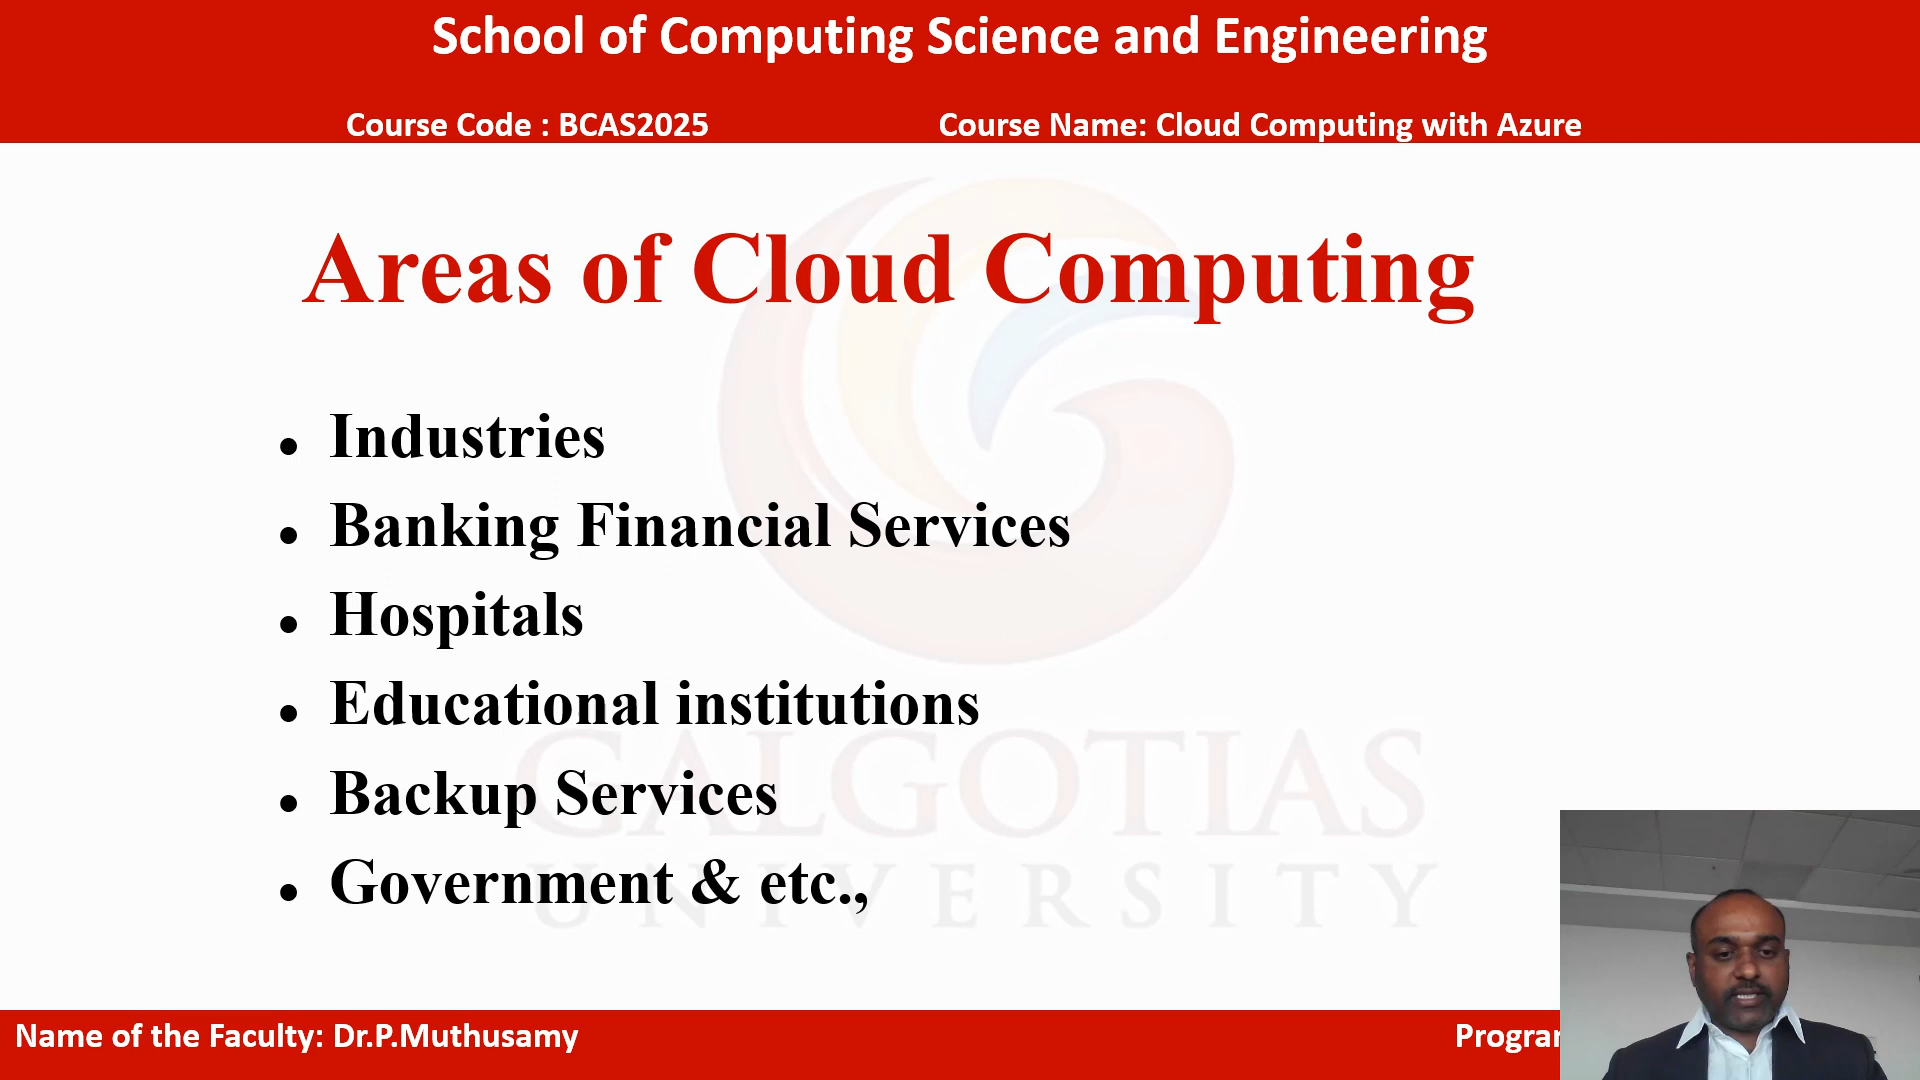 School of Computing Science and Engineering
Course Code : BCAS2025 Course Name: Cloud Computing with Azure
Areas of Cloud Computing
• Industries
• Banking Financial Services
• Hospitals
• Educational institutions
• Backup Services
• Government & etc.,
GALGOTIAS
UNIVERSITY
Name of the Faculty: Dr.P.Muthusamy